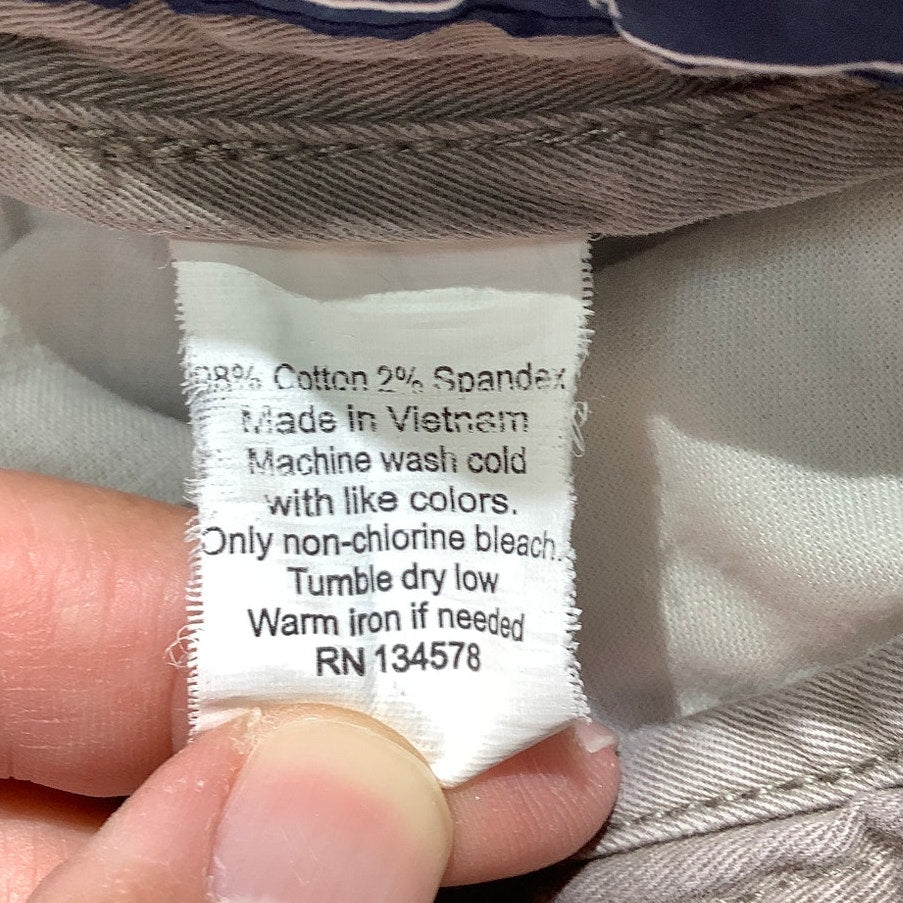 98% Cotton 2% Spandex
Made in Vietnam
Machine wash cold
with like colors.
Only non-chlorine bleach.
Tumble dry low
Warm iron if needed
RN 134578